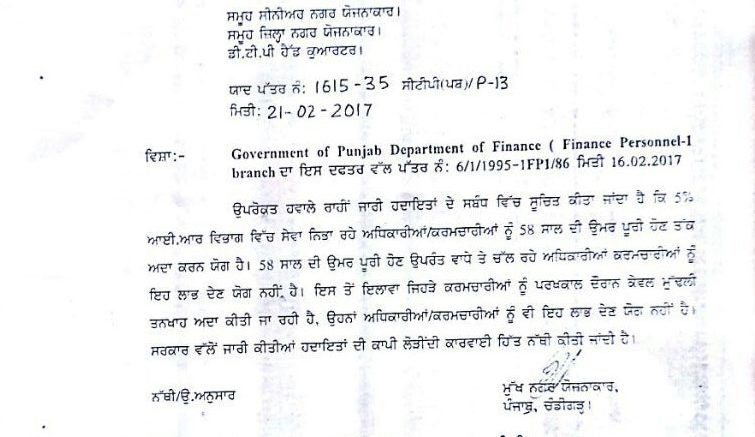 ਸਮੂਹ ਸੀਨੀਅਰ ਨਗਰ ਯੋਜਨਾਕਾਰ।
ਸਮੂਹ ਜ਼ਿਲ੍ਹਾ ਨਗਰ ਯੋਜਨਾਕਾਰ।
ਡੀ.ਟੀ.ਪੀ ਹੈੱਡ ਕੁਆਰਟਰ।
ਯਾਦ ਪੱਤਰ ਨੰ: 1615-35 ਸੀਟੀਪੀ(ਪਬ)/P-13
ਮਿਤੀ: 21-02-2017
ਵਿਸ਼ਾ:- Government of Punjab Department of Finance ( Finance Personnel-1
branch ਦਾ ਇਸ ਦਫਤਰ ਵੱਲ ਪੱਤਰ ਨੰ: 6/1/1995-1FP1/86 ਮਿਤੀ 16.02.2017
ਉਪਰੋਕਤ ਹਵਾਲੇ ਰਾਹੀਂ ਜਾਰੀ ਹਦਾਇਤਾਂ ਦੇ ਸਬੰਧ ਵਿੱਚ ਸੂਚਿਤ ਕੀਤਾ ਜਾਂਦਾ ਹੈ ਕਿ 5%
ਆਈ.ਆਰ ਵਿਭਾਗ ਵਿੱਚ ਸੇਵਾ ਨਿਭਾ ਰਹੇ ਅਧਿਕਾਰੀਆਂ/ਕਰਮਚਾਰੀਆਂ ਨੂੰ 58 ਸਾਲ ਦੀ ਉਮਰ ਪੂਰੀ ਹੋਣ ਤੱਕ
ਅਦਾ ਕਰਨ ਯੋਗ ਹੈ। 58 ਸਾਲ ਦੀ ਉਮਰ ਪੂਰੀ ਹੋਣ ਉਪਰੰਤ ਵਾਧੇ ਤੇ ਚੱਲ ਰਹੇ ਅਧਿਕਾਰੀਆਂ ਕਰਮਚਾਰੀਆਂ ਨੂੰ
ਇਹ ਲਾਭ ਦੇਣ ਯੋਗ ਨਹੀਂ ਹੈ। ਇਸ ਤੋਂ ਇਲਾਵਾ ਜਿਹੜੇ ਕਰਮਚਾਰੀਆਂ ਨੂੰ ਪਰਖਕਾਲ ਦੌਰਾਨ ਕੇਵਲ ਮੁੱਢਲੀ
ਤਨਖਾਹ ਅਦਾ ਕੀਤੀ ਜਾ ਰਹੀ ਹੈ, ਉਹਨਾਂ ਅਧਿਕਾਰੀਆਂ/ਕਰਮਚਾਰੀਆਂ ਨੂੰ ਵੀ ਇਹ ਲਾਭ ਦੇਣ ਯੋਗ ਨਹੀਂ ਹੈ।
ਸਰਕਾਰ ਵੱਲੋਂ ਜਾਰੀ ਕੀਤੀਆਂ ਹਦਾਇਤਾਂ ਦੀ ਕਾਪੀ ਲੋੜੀਂਦੀ ਕਾਰਵਾਈ ਹਿੱਤ ਨੱਥੀ ਕੀਤੀ ਜਾਂਦੀ ਹੈ।
ਨੱਥੀ/ਉ.ਅਨੁਸਾਰ
ਮੁੱਖ ਨਗਰ ਯੋਜਨਾਕਾਰ,
ਪੰਜਾਬ, ਚੰਡੀਗੜ੍ਹ।